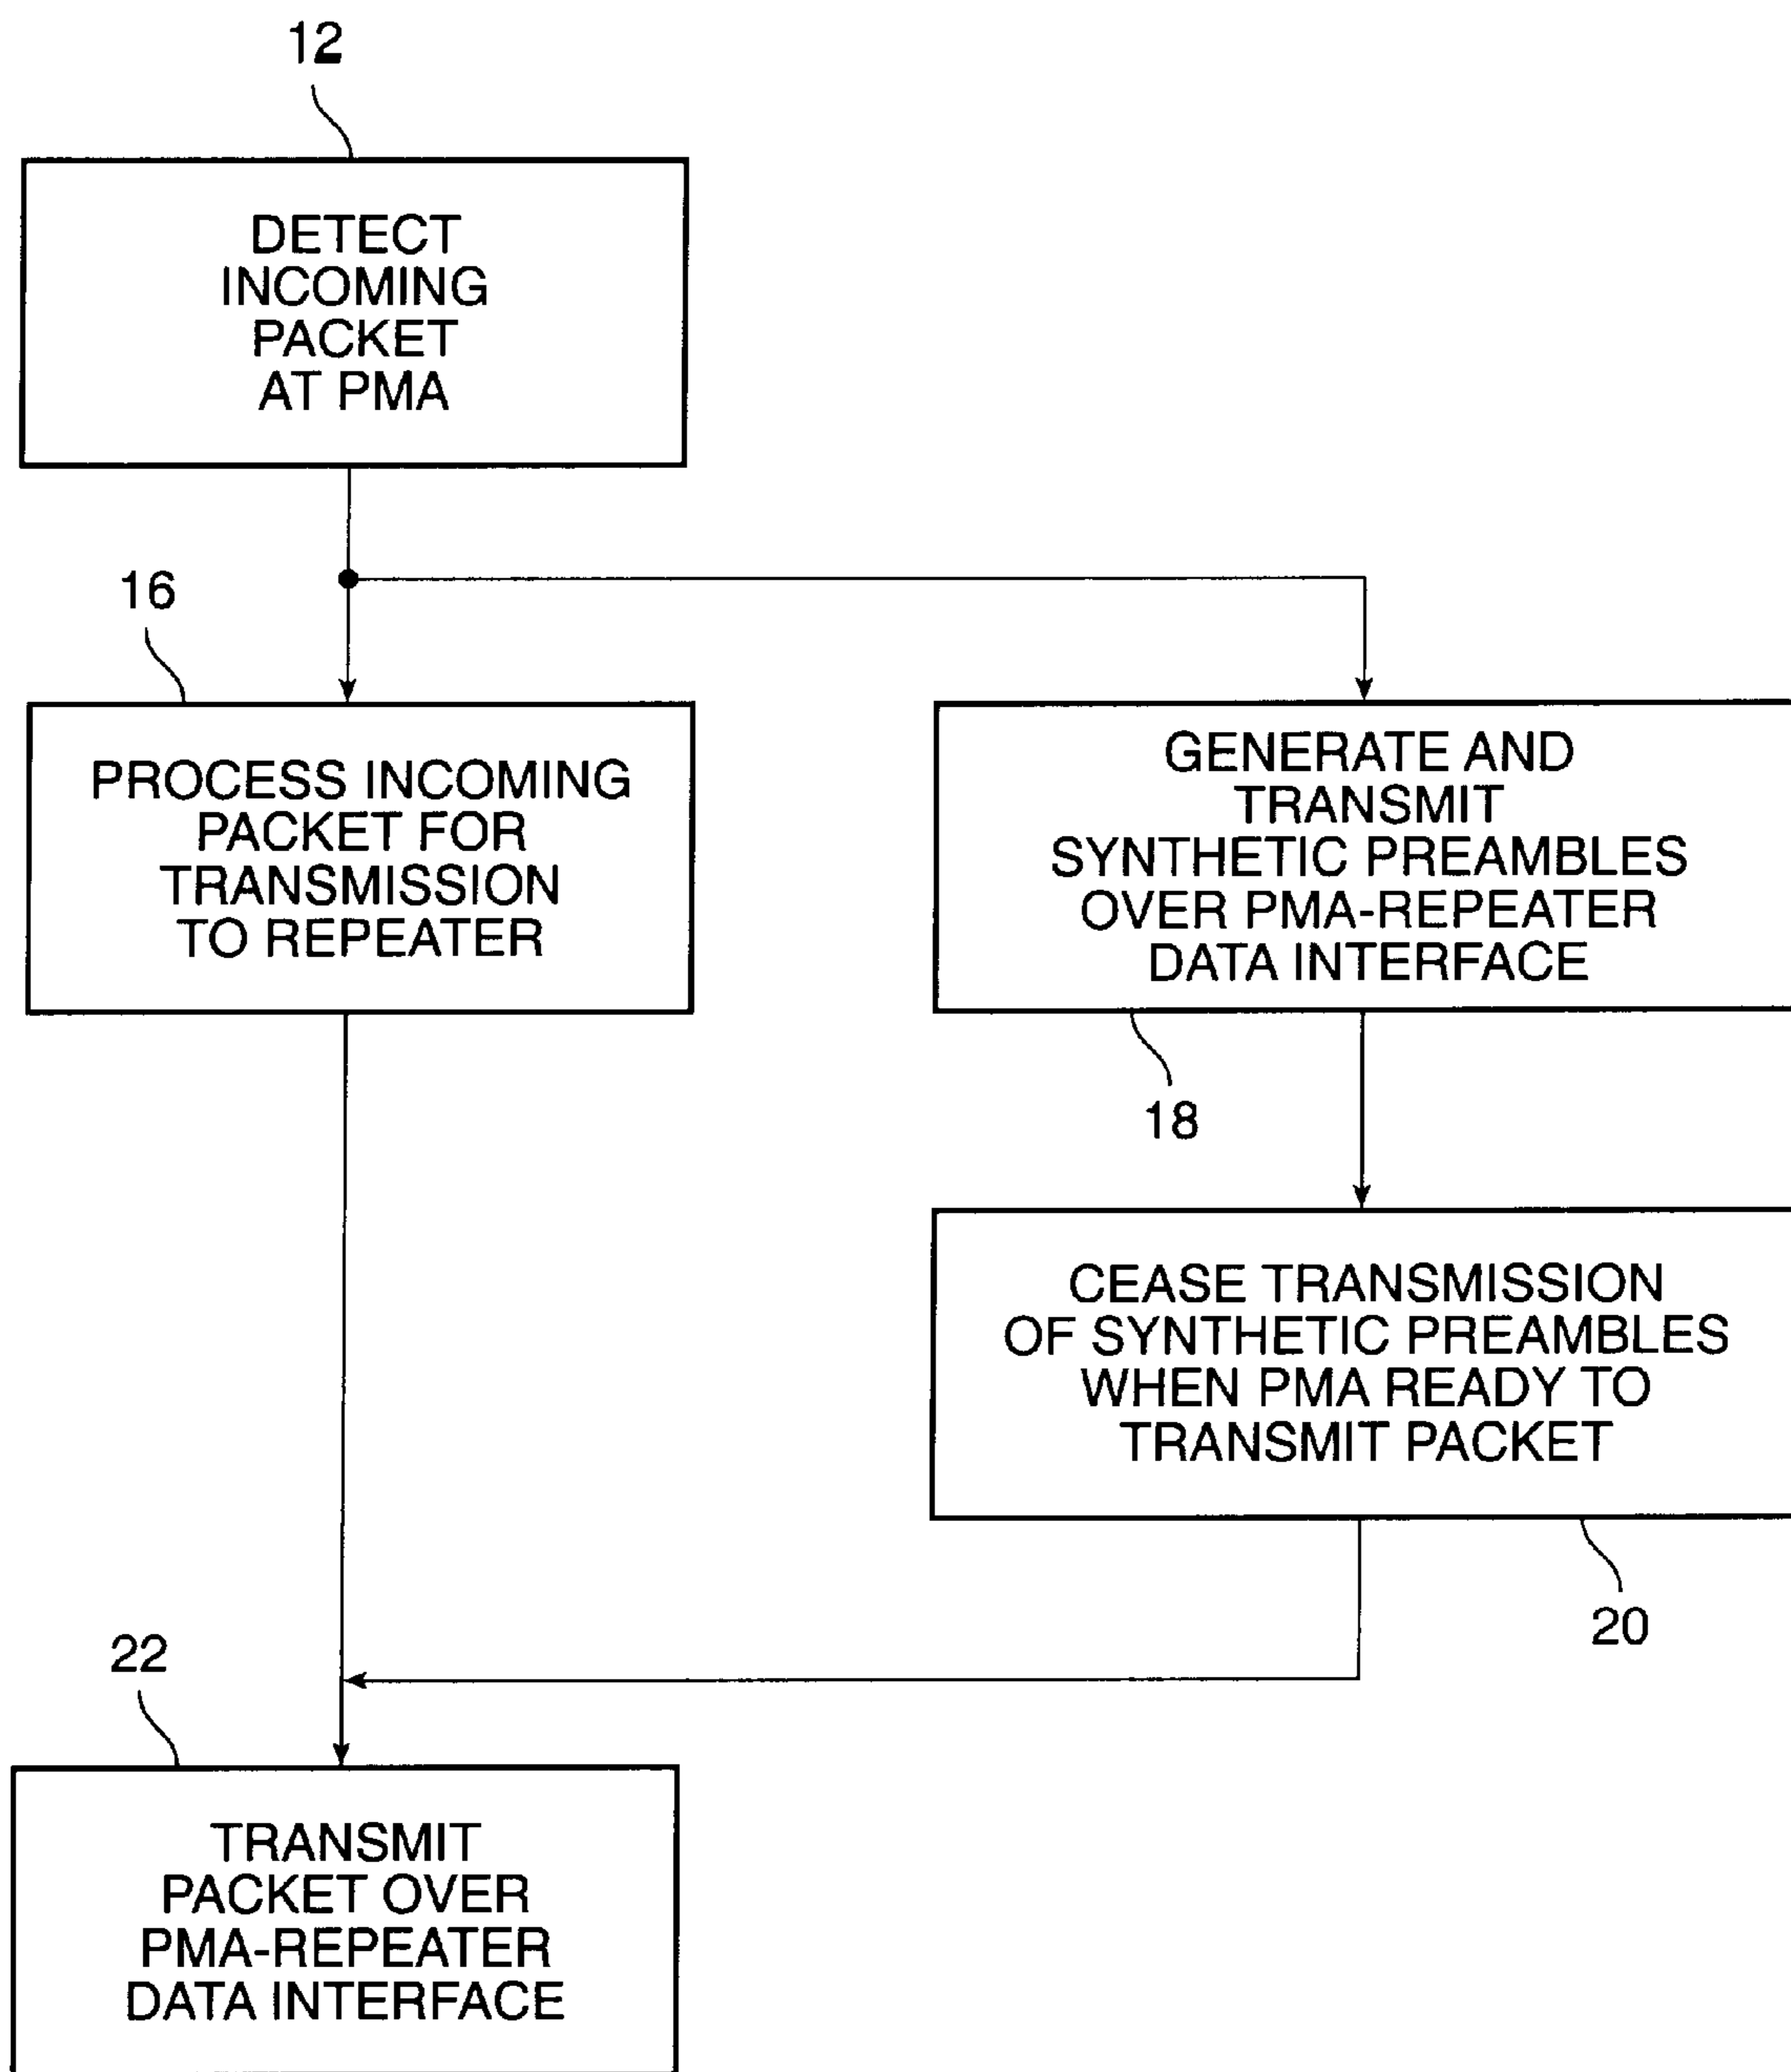 12
DETECT
INCOMING
PACKET
AT PMA
16
PROCESS INCOMING
PACKET FOR
TRANSMISSION
TO REPEATER
GENERATE AND
TRANSMIT
SYNTHETIC PREAMBLES
OVER PMA-REPEATER
DATA INTERFACE
18
CEASE TRANSMISSION
OF SYNTHETIC PREAMBLES
WHEN PMA READY TO
TRANSMIT PACKET
20
22
TRANSMIT
PACKET OVER
PMA-REPEATER
DATA INTERFACE